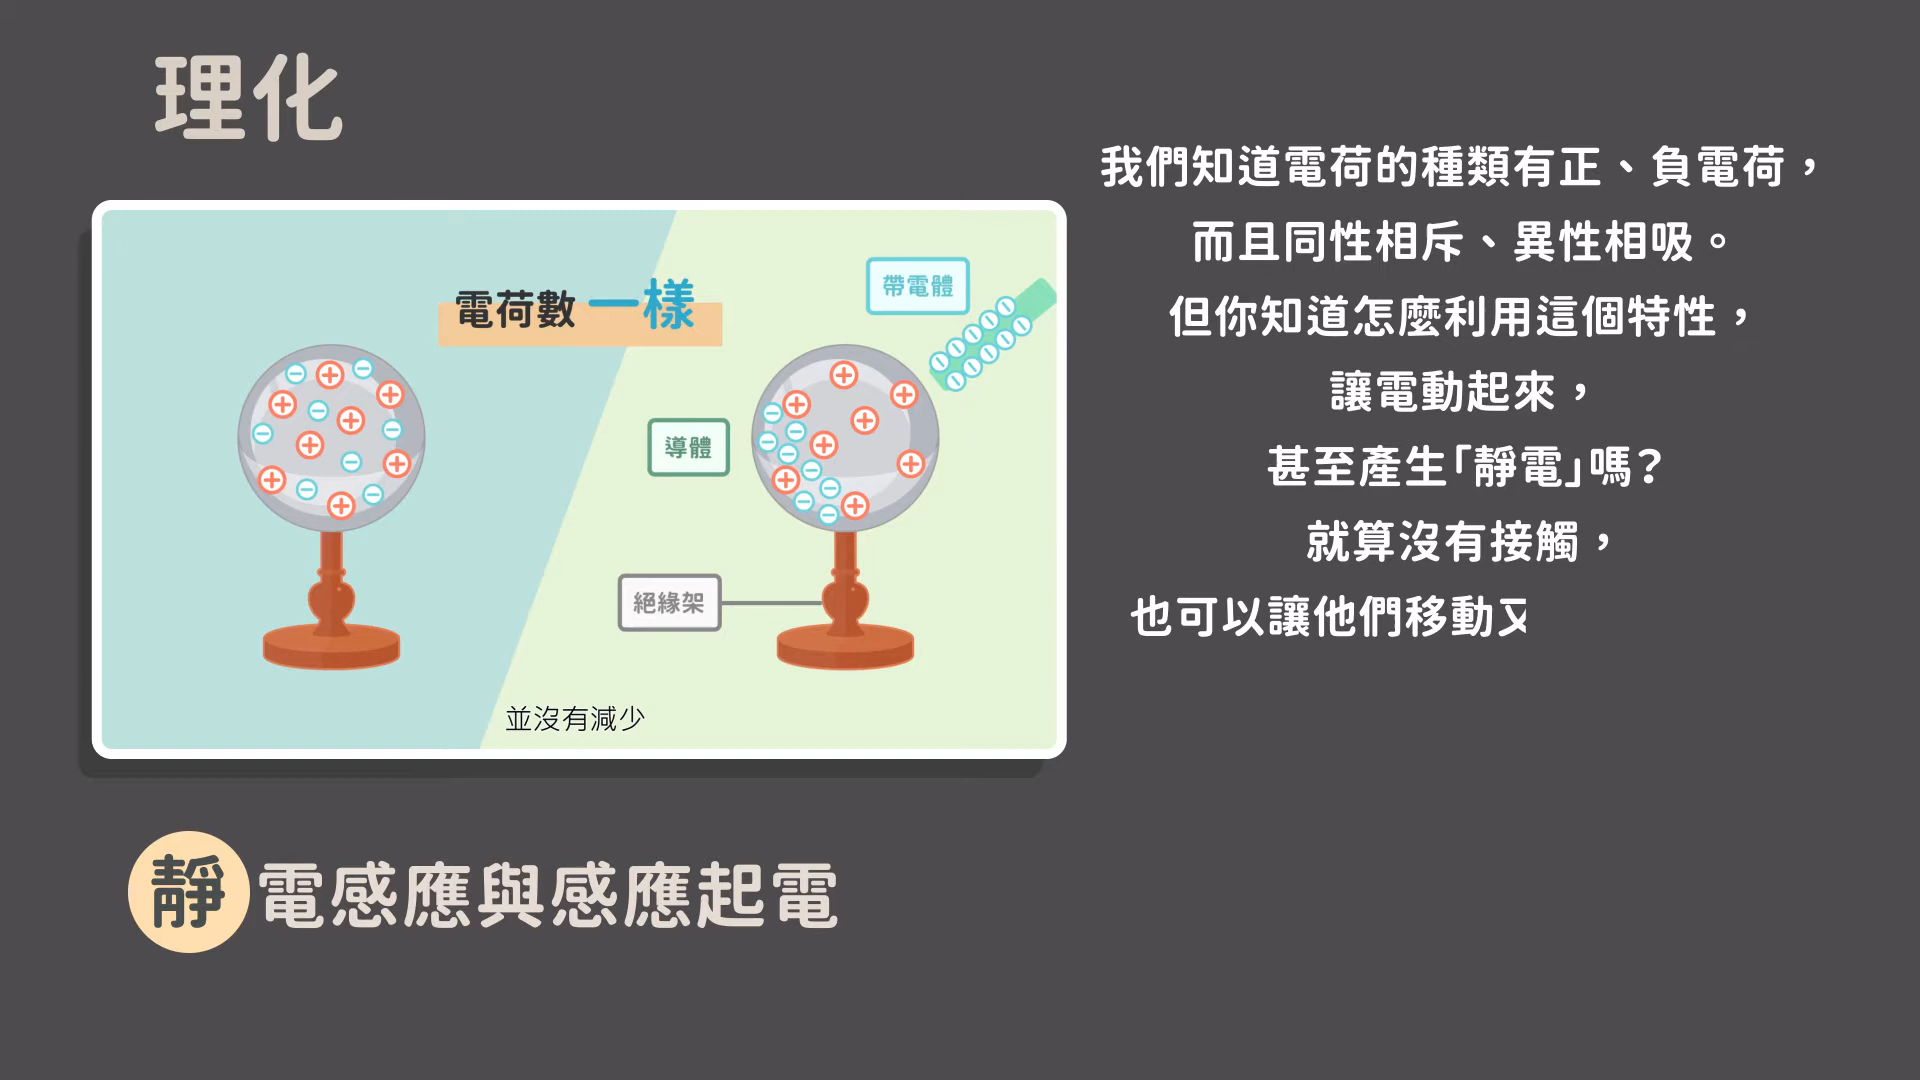 理化
電荷數一樣
帶電體
導體
絕緣架
並沒有減少
靜電感應與感應起電
我們知道電荷的種類有正、負電荷，
而且同性相斥、異性相吸。
但你知道怎麼利用這個特性，
讓電動起來，
甚至產生「靜電」嗎？
就算沒有接觸，
也可以讓他們移動又